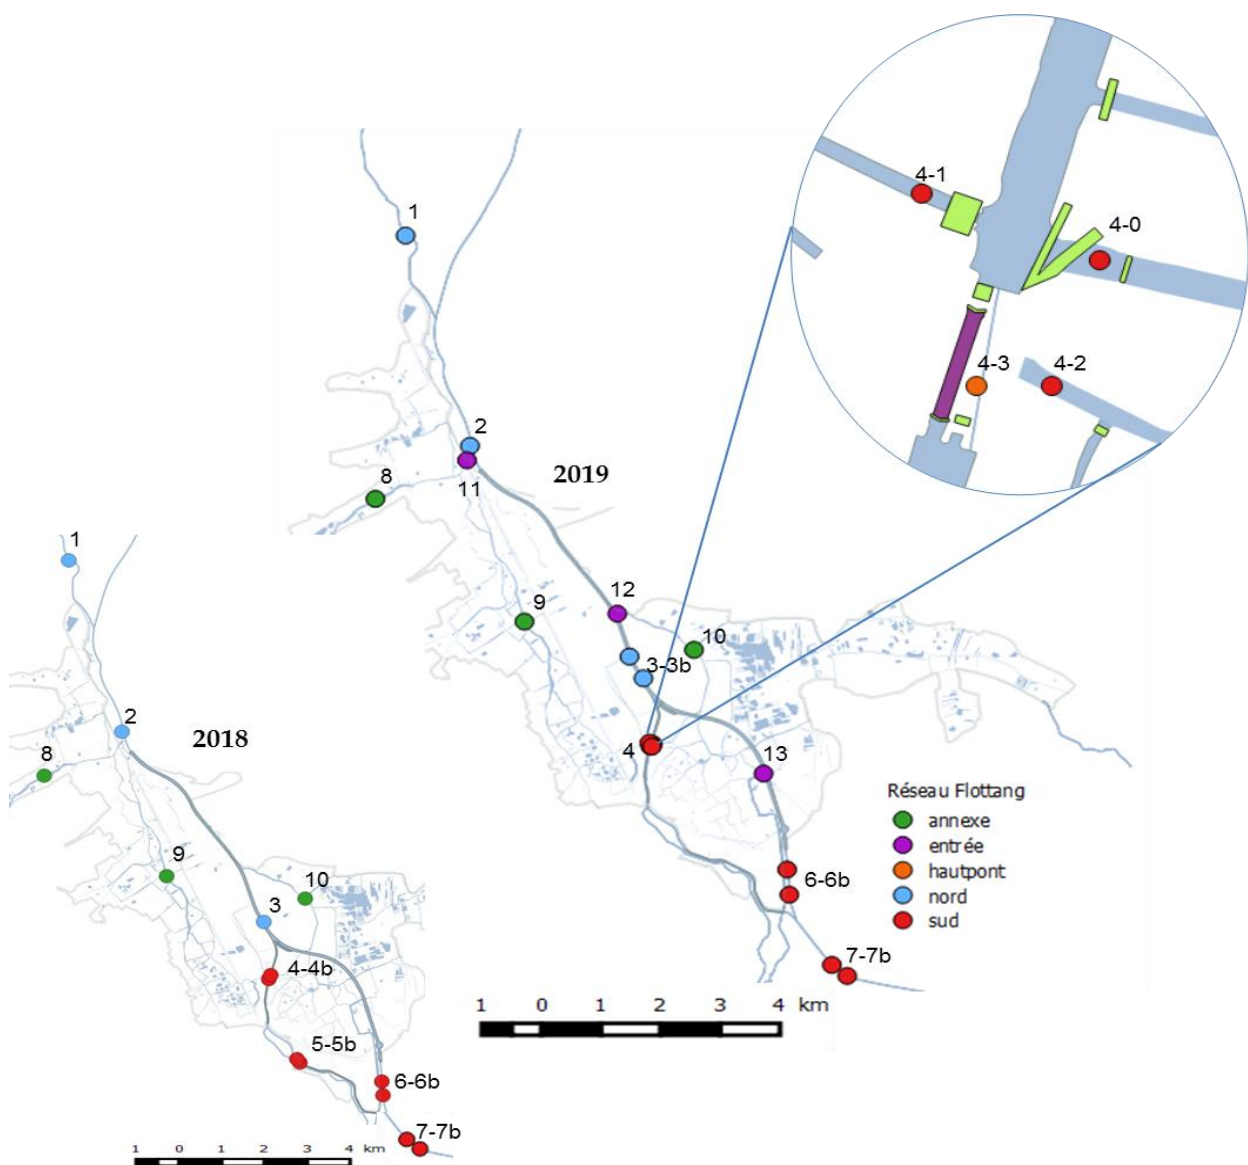 4-1
4-0
4-3
4-2
1
2
11
8
2019
9
12
10
3-3b
4
13
6-6b
7-7b
Réseau Flottang
annexe
entrée
hautpont
nord
sud
1 0 1 2 3 4 km
1
2
8
2018
9
10
3
4-4b
5-5b
6-6b
7-7b
1 0 1 2 3 4 km